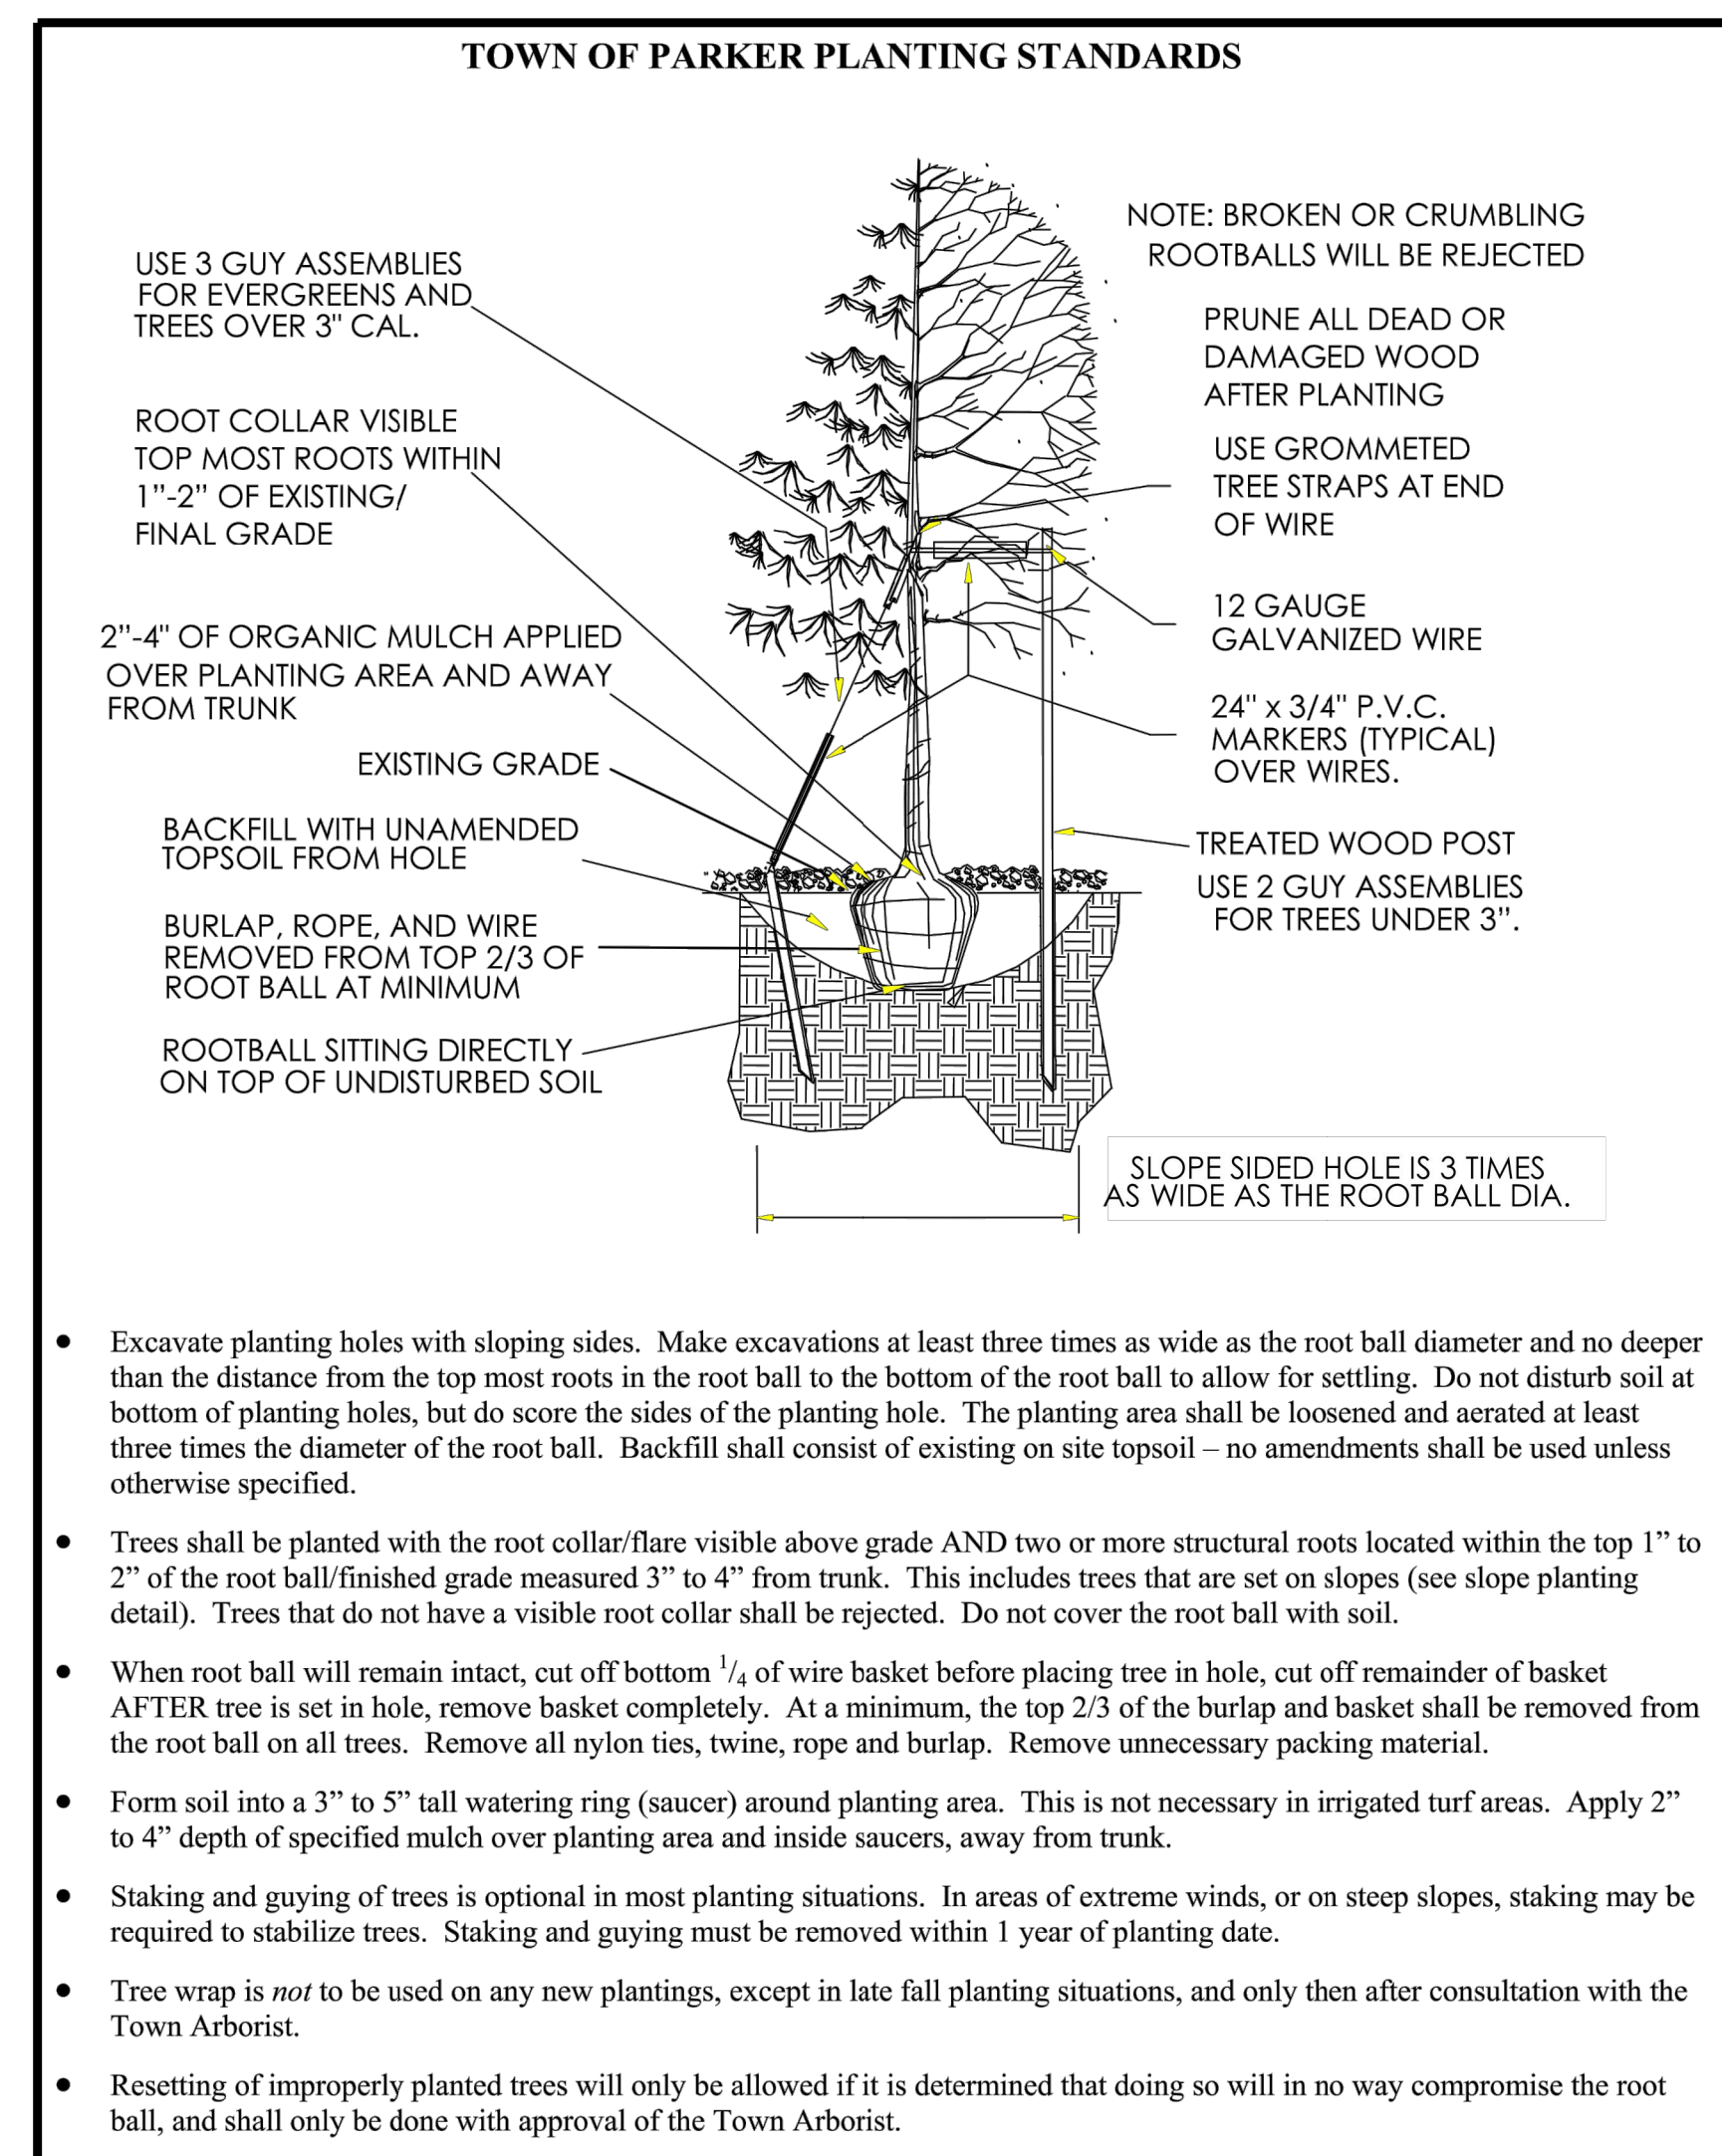 TOWN OF PARKER PLANTING STANDARDS
USE 3 GUY ASSEMBLIES
FOR EVERGREENS AND
TREES OVER 3" CAL.
ROOT COLLAR VISIBLE
TOP MOST ROOTS WITHIN
1”-2” OF EXISTING/
FINAL GRADE
2”-4" OF ORGANIC MULCH APPLIED
OVER PLANTING AREA AND AWAY
FROM TRUNK
EXISTING GRADE
BACKFILL WITH UNAMENDED
TOPSOIL FROM HOLE
BURLAP, ROPE, AND WIRE
REMOVED FROM TOP 2/3 OF
ROOT BALL AT MINIMUM
ROOTBALL SITTING DIRECTLY
ON TOP OF UNDISTURBED SOIL
NOTE: BROKEN OR CRUMBLING
ROOTBALLS WILL BE REJECTED
PRUNE ALL DEAD OR
DAMAGED WOOD
AFTER PLANTING
USE GROMMETED
TREE STRAPS AT END
OF WIRE
12 GAUGE
GALVANIZED WIRE
24" x 3/4" P.V.C.
MARKERS (TYPICAL)
OVER WIRES.
TREATED WOOD POST
USE 2 GUY ASSEMBLIES
FOR TREES UNDER 3”.
SLOPE SIDED HOLE IS 3 TIMES
AS WIDE AS THE ROOT BALL DIA.
• Excavate planting holes with sloping sides. Make excavations at least three times as wide as the root ball diameter and no deeper
than the distance from the top most roots in the root ball to the bottom of the root ball to allow for settling. Do not disturb soil at
bottom of planting holes, but do score the sides of the planting hole. The planting area shall be loosened and aerated at least
three times the diameter of the root ball. Backfill shall consist of existing on site topsoil – no amendments shall be used unless
otherwise specified.
• Trees shall be planted with the root collar/flare visible above grade AND two or more structural roots located within the top 1” to
2” of the root ball/finished grade measured 3” to 4” from trunk. This includes trees that are set on slopes (see slope planting
detail). Trees that do not have a visible root collar shall be rejected. Do not cover the root ball with soil.
• When root ball will remain intact, cut off bottom 1/4 of wire basket before placing tree in hole, cut off remainder of basket
AFTER tree is set in hole, remove basket completely. At a minimum, the top 2/3 of the burlap and basket shall be removed from
the root ball on all trees. Remove all nylon ties, twine, rope and burlap. Remove unnecessary packing material.
• Form soil into a 3” to 5” tall watering ring (saucer) around planting area. This is not necessary in irrigated turf areas. Apply 2”
to 4” depth of specified mulch over planting area and inside saucers, away from trunk.
• Staking and guying of trees is optional in most planting situations. In areas of extreme winds, or on steep slopes, staking may be
required to stabilize trees. Staking and guying must be removed within 1 year of planting date.
• Tree wrap is not to be used on any new plantings, except in late fall planting situations, and only then after consultation with the
Town Arborist.
• Resetting of improperly planted trees will only be allowed if it is determined that doing so will in no way compromise the root
ball, and shall only be done with approval of the Town Arborist.